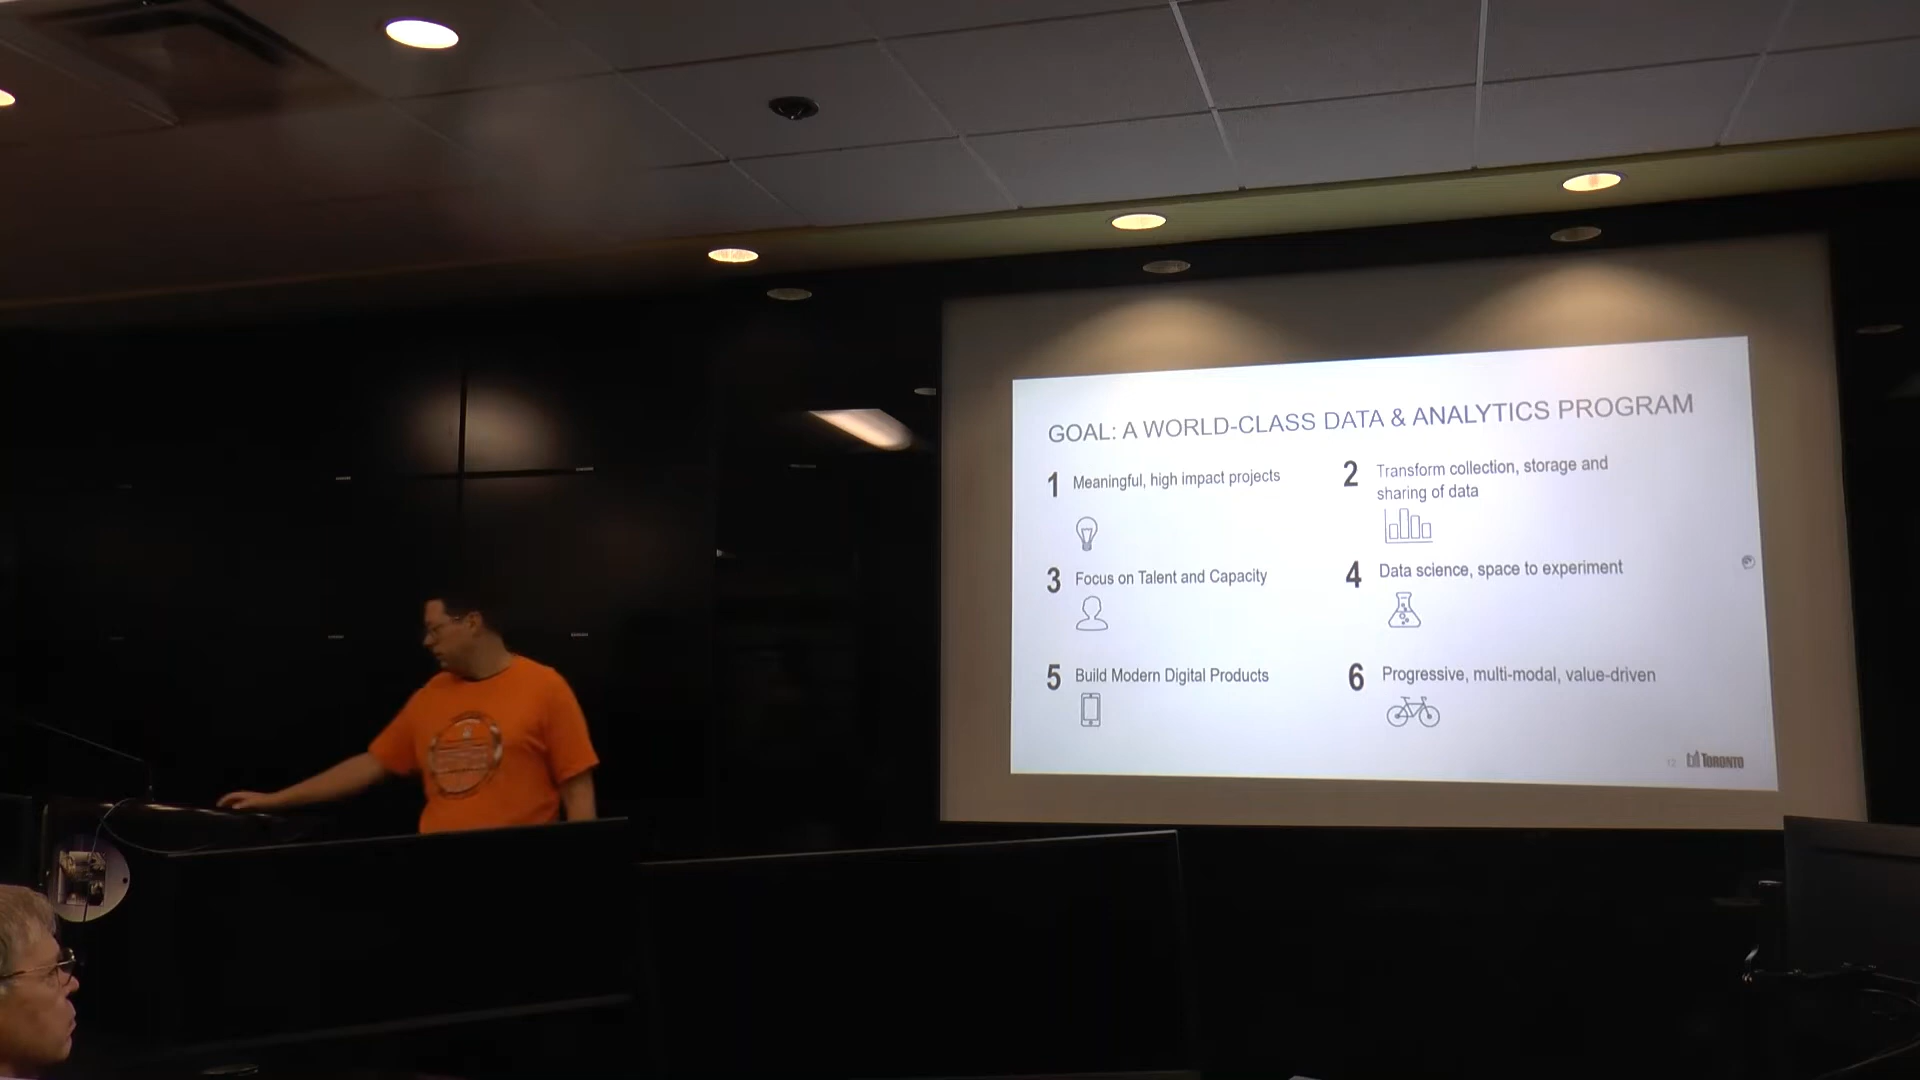 GOAL: A WORLD-CLASS DATA & ANALYTICS PROGRAM
1 Meaningful, high impact projects
2 Transform collection, storage and
sharing of data
3 Focus on Talent and Capacity
4 Data science, space to experiment
5 Build Modern Digital Products
6 Progressive, multi-modal, value-driven
12
TORONTO